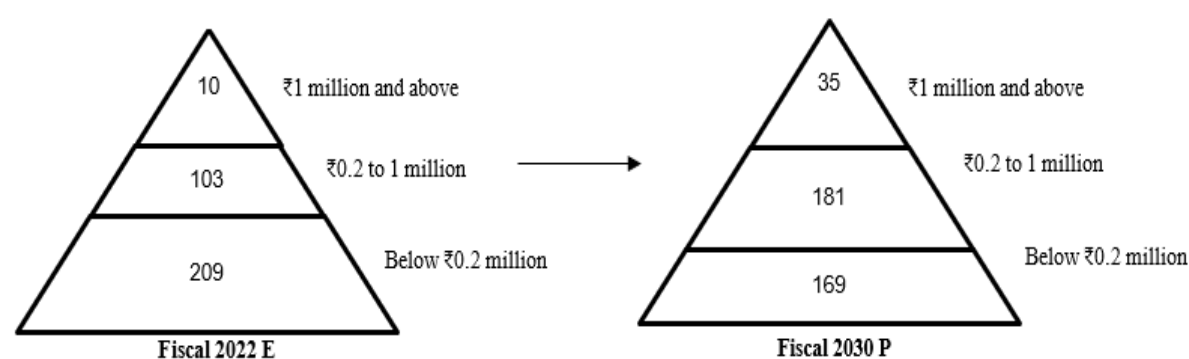 10
₹1 million and above
103
₹0.2 to 1 million
209
Below ₹0.2 million
Fiscal 2022 E
35
₹1 million and above
181
₹0.2 to 1 million
169
Below ₹0.2 million
Fiscal 2030 P